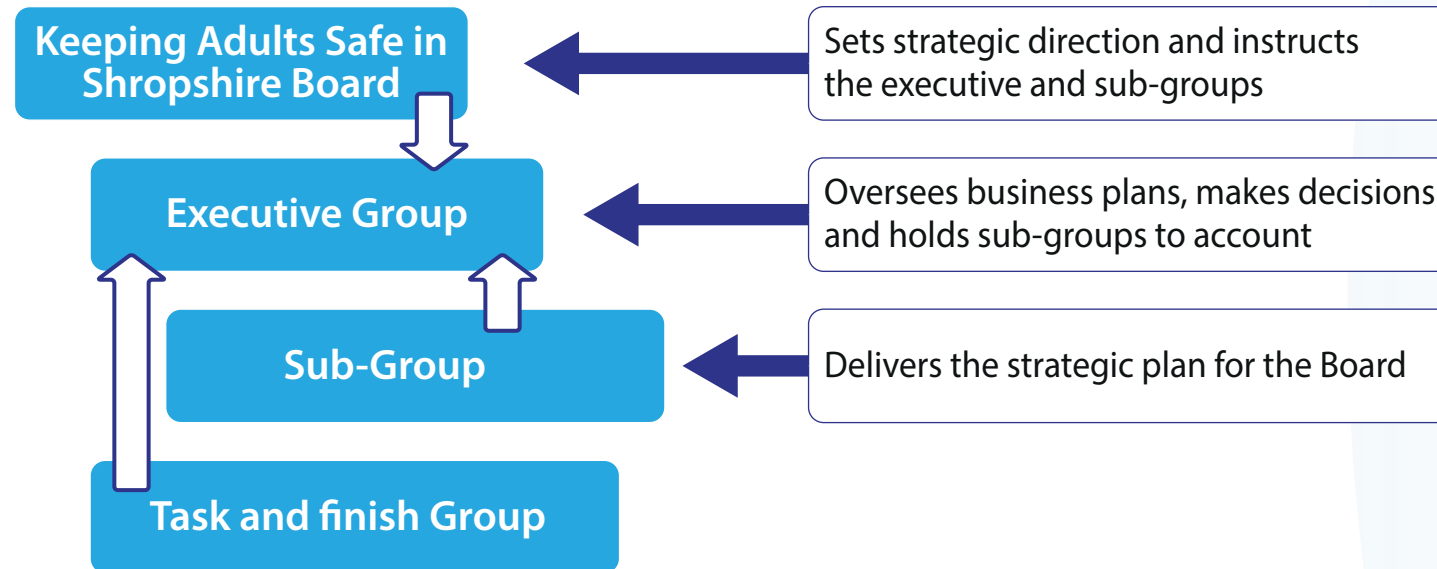 Keeping Adults Safe in
Shropshire Board
Sets strategic direction and instructs
the executive and sub-groups
Executive Group
Oversees business plans, makes decisions
and holds sub-groups to account
Sub-Group
Delivers the strategic plan for the Board
Task and finish Group